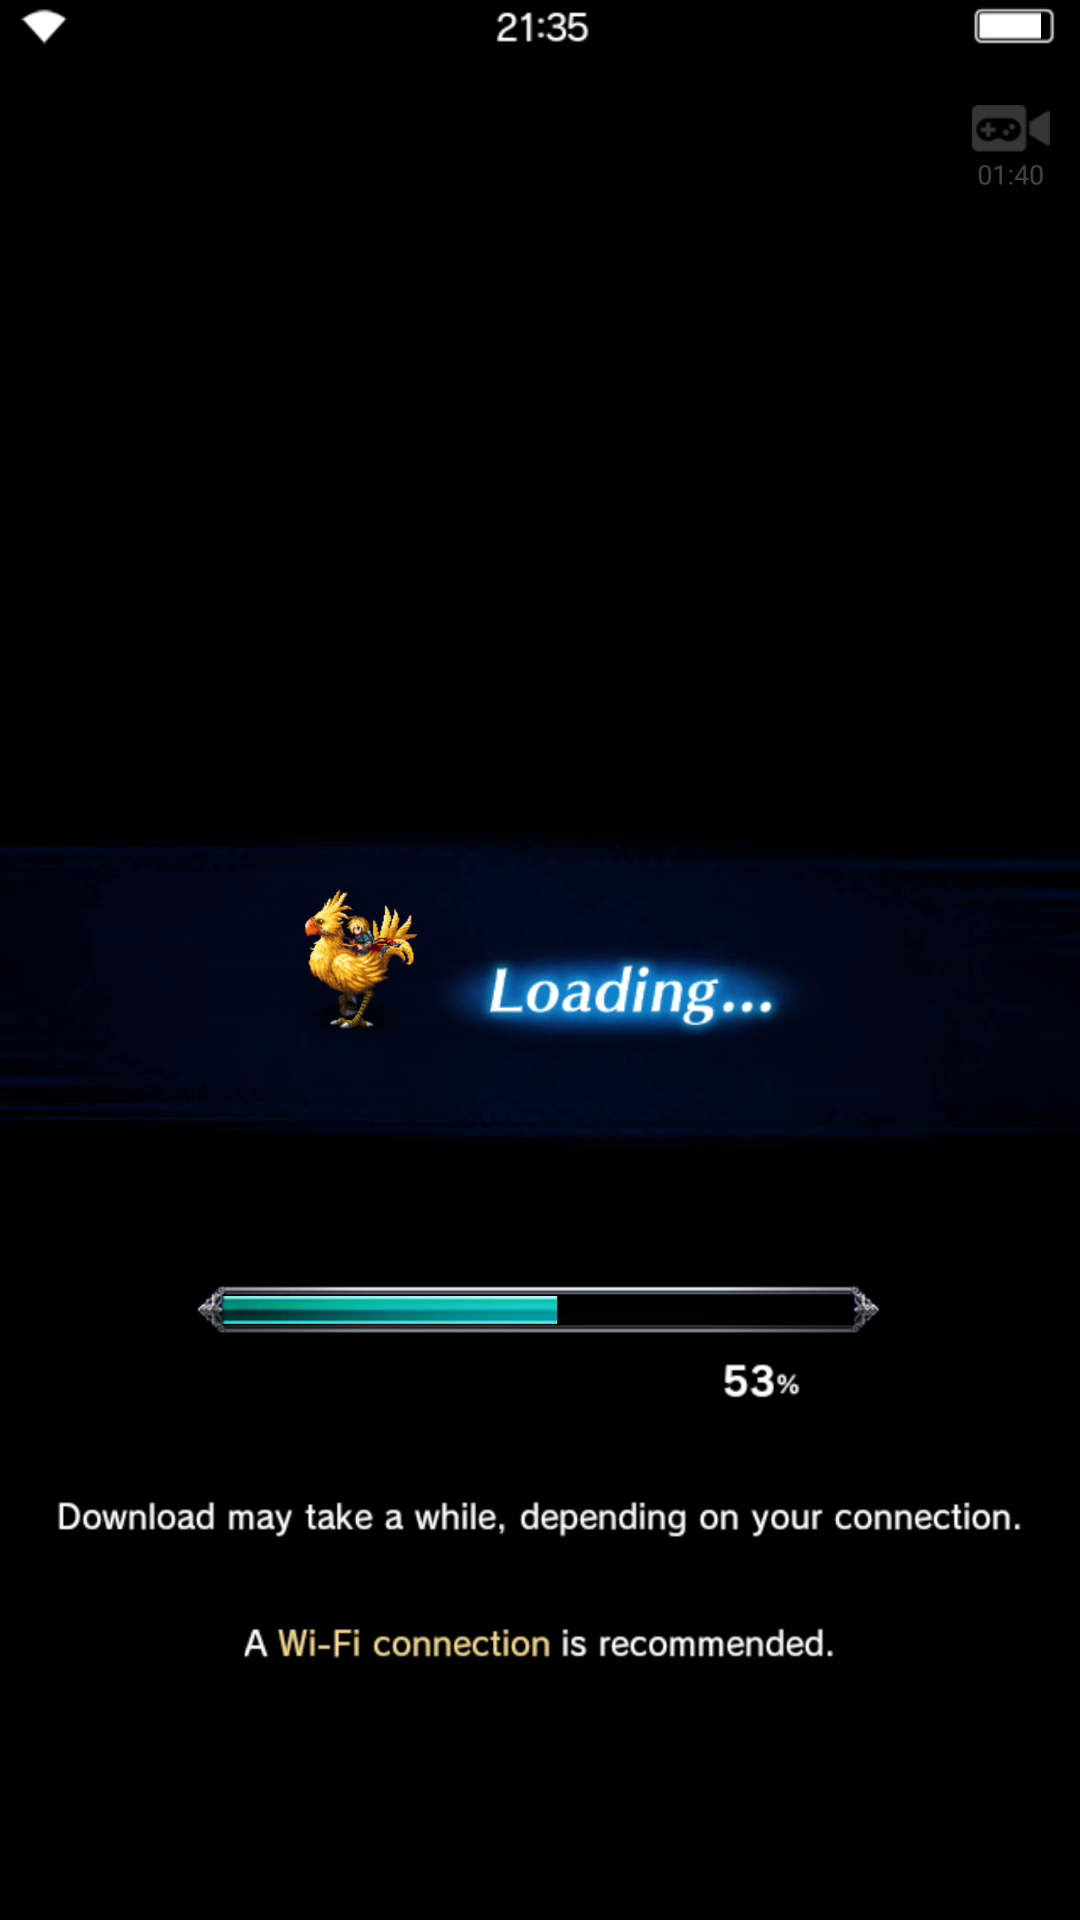 21:35
01:40
Loading...
53%
Download may take a while, depending on your connection.
A Wi-Fi connection is recommended.